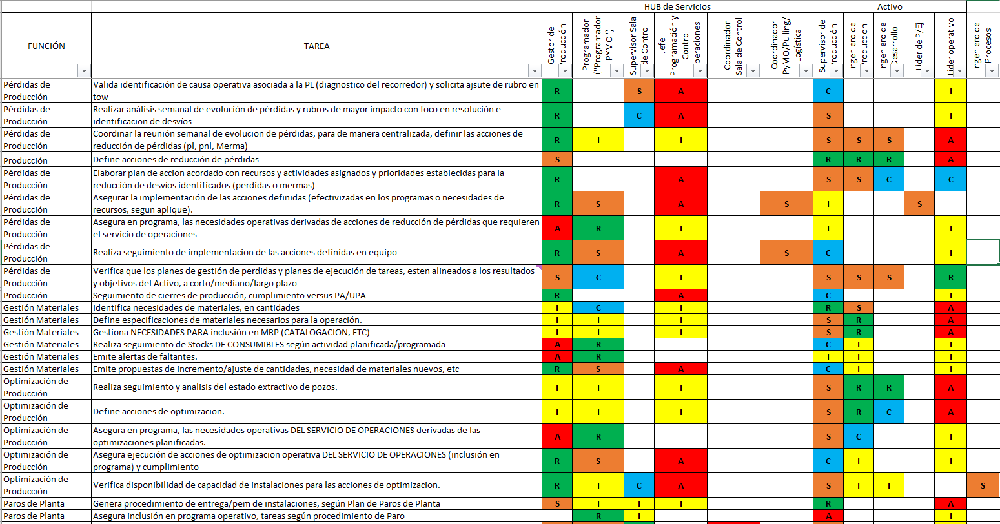 HUB de Servicios Activo
FUNCIÓN TAREA
Gestor de
Producción
Programador
("Programador
PYMO")
Supervisor Sala
de Control
Jefe
Programación y
Control
Operaciones
Coordinador
Sala de Control
Coordinador
PyMO/Pulling/
Logística
Supervisor de
Producción
Ingeniero de
Produccion
Ingeniero de
Desarrollo
Lider de P/Ej
Lider operativo
Ingeniero de
Procesos
Pérdidas de
Producción
Valida identificación de causa operativa asociada a la PL (diagnostico del recorredor) y solicita ajsute de rubro en
tow
R S A C I
Pérdidas de
Producción
Realizar análisis semanal de evolución de pérdidas y rubros de mayor impacto con foco en resolución e
identificacion de desvíos
R C A S I
Pérdidas de
Producción
Coordinar la reunión semanal de evolucion de pérdidas, para de manera centralizada, definir las acciones de
reducción de pérdidas (pl, pnl, Merma)
R I I S S S A
Producción Define acciones de reducción de pérdidas S R R R A
Pérdidas de
Producción
Elaborar plan de accion acordado con recursos y actividades asignados y prioridades establecidas para la
reducción de desvíos identificados (perdidas o mermas)
R A S S C C
Pérdidas de
Producción
Asegurar la implementación de las acciones definidas (efectivizadas en los programas o necesidades de
recursos, segun aplique).
R S A S I S
Pérdidas de
Producción
Asegura en programa, las necesidades operativas derivadas de acciones de reducción de pérdidas que requieren
el servicio de operaciones
A R I I I
Pérdidas de
Producción
Realiza seguimiento de implementacion de las acciones definidas en equipo
R S A S C I
Pérdidas de
Producción
Verifica que los planes de gestión de perdidas y planes de ejecución de tareas, esten alineados a los resultados
y objetivos del Activo, a corto/mediano/largo plazo
S C I S S S R
Producción Seguimiento de cierres de producción, cumplimiento versus PA/UPA R A C I
Gestión Materiales Identifica necesidades de materiales, en cantidades I C I R S A
Gestión Materiales Define especificaciones de materiales necesarios para la operación. I I I S R A
Gestión Materiales Gestiona NECESIDADES PARA inclusión en MRP (CATALOGACION, ETC) I I I S R A
Gestión Materiales Realiza seguimiento de Stocks DE CONSUMIBLES según actividad planificada/programada A R C I I
Gestión Materiales Emite alertas de faltantes. A R I I I
Gestión Materiales Emite propuestas de incremento/ajuste de cantidades, necesidad de materiales nuevos, etc R S A C I I
Optimización de
Producción
Realiza seguimiento y analisis del estado extractivo de pozos.
I I I S R R A
Optimización de
Producción
Define acciones de optimizacion.
I I I S R C A
Optimización de
Producción
Asegura en programa, las necesidades operativas DEL SERVICIO DE OPERACIONES derivadas de las
optimizaciones planificadas.
A R S C I
Optimización de
Producción
Asegura ejecución de acciones de optimizacion operativa DEL SERVICIO DE OPERACIONES (inclusión en
programa) y cumplimiento
R S A C I I
Optimización de
Producción
Verifica disponibilidad de capacidad de instalaciones para las acciones de optimizacion.
R I C A S I I S
Paros de Planta Genera procedimiento de entrega/pem de instalaciones, según Plan de Paros de Planta S I I I R A
Paros de Planta Asegura inclusión en programa operativo, tareas según procedimiento de Paro R I A I